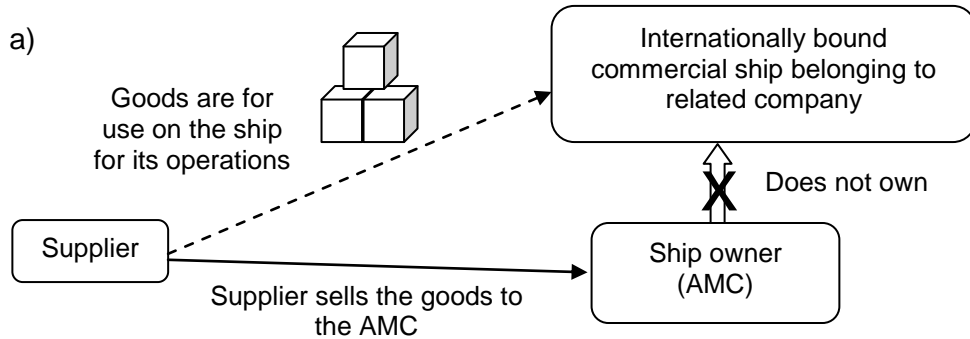 a)
Internationally bound
commercial ship belonging to
related company
Goods are for
use on the ship
for its operations
Does not own
Supplier
Ship owner
(AMC)
Supplier sells the goods to
the AMC